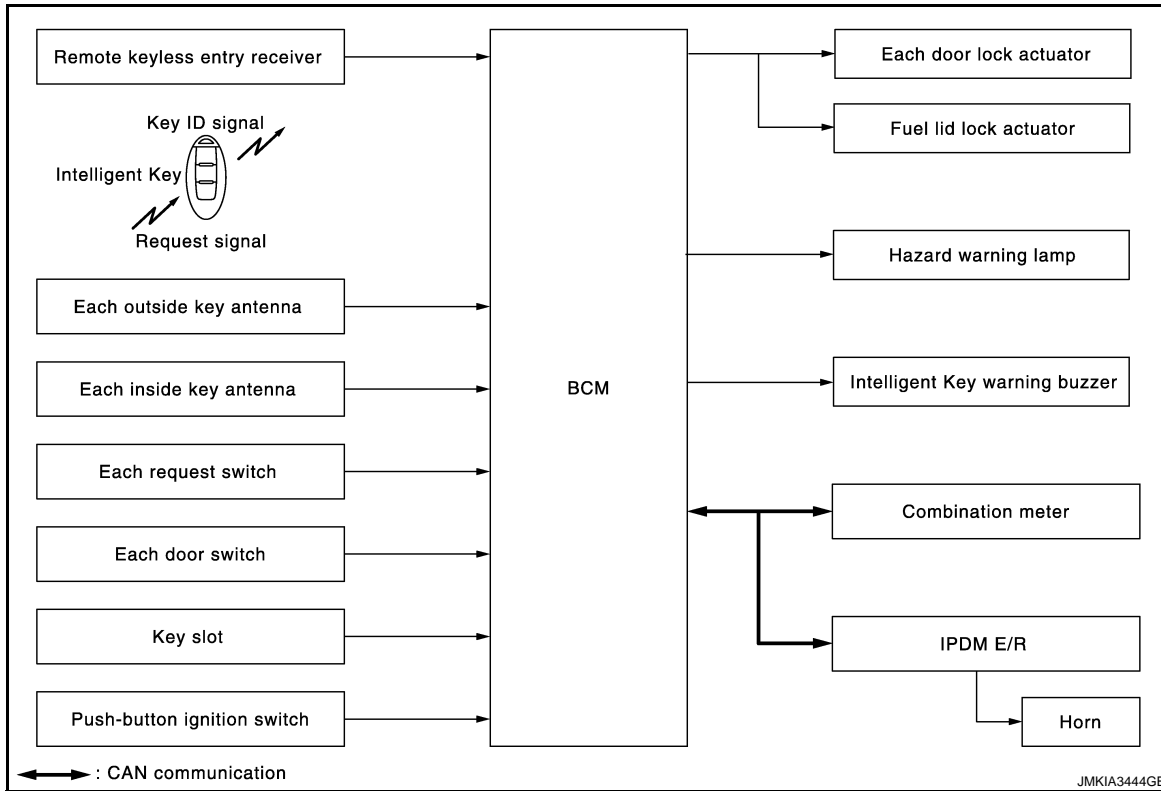 Remote keyless entry receiver
Key ID signal
Intelligent Key
Request signal
Each outside key antenna
Each inside key antenna
Each request switch
Each door switch
Key slot
Push-button ignition switch
: CAN communication
BCM
Each door lock actuator
Fuel lid lock actuator
Hazard warning lamp
Intelligent Key warning buzzer
Combination meter
IPDM E/R
Horn
JMKIA3444GB